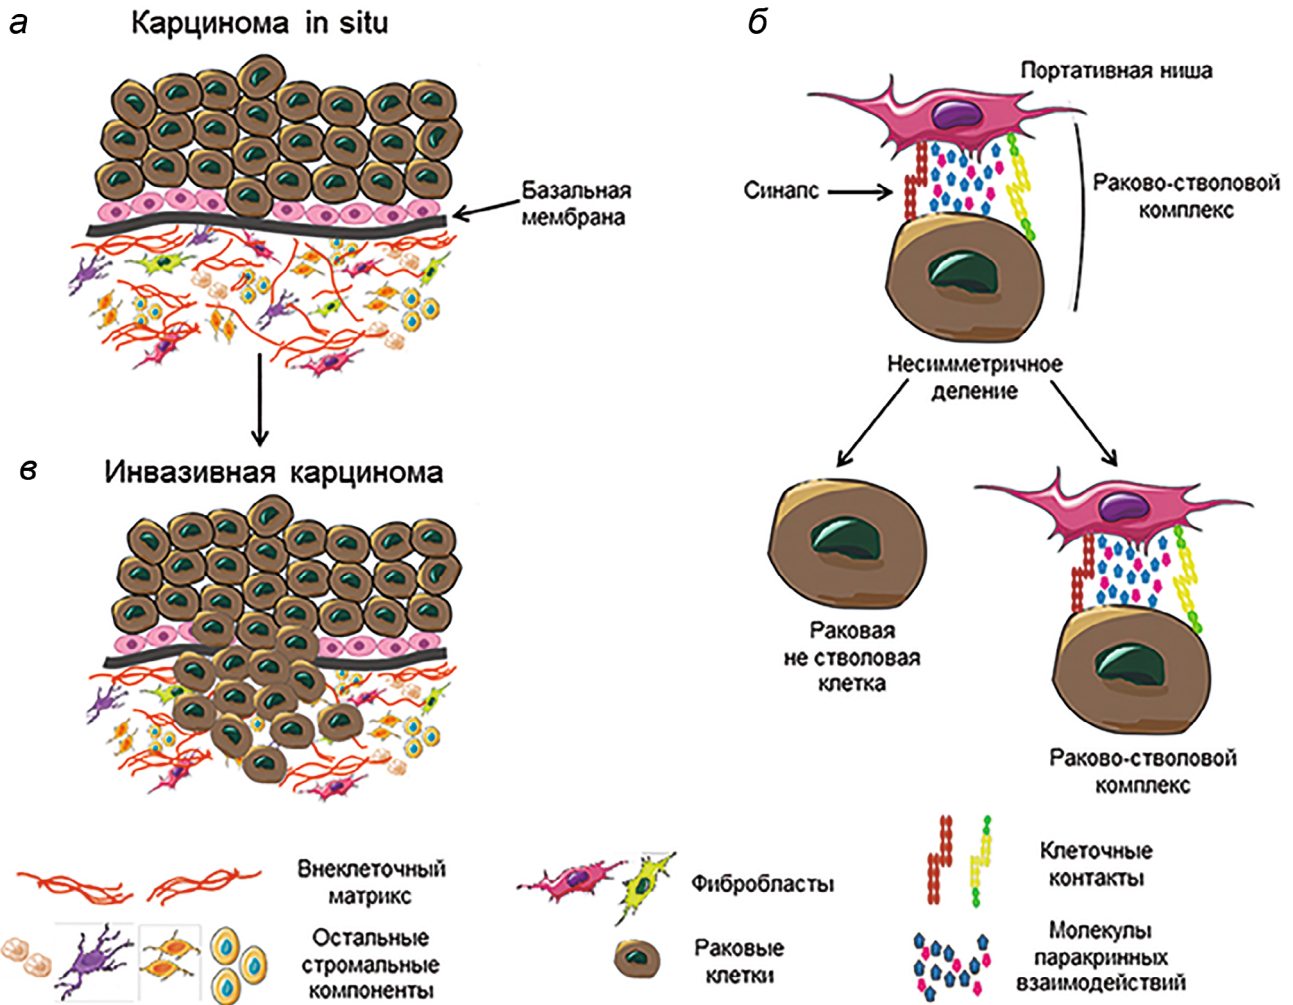 а
Карцинома in situ
Базальная
мембрана
б
Портативная ниша
Синапс
Раково-стволовой
комплекс
Несимметричное
деление
Раковая
не стволовая
клетка
Раково-стволовой
комплекс
в
Инвазивная карцинома
Внеклеточный
матрикс
Остальные
стромальные
компоненты
Фибробласты
Раковые
клетки
Клеточные
контакты
Молекулы
паракринных
взаимодействий